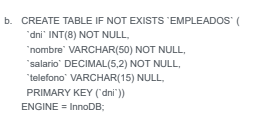 b. CREATE TABLE IF NOT EXISTS `EMPLEADOS` (
`dni` INT(8) NOT NULL,
`nombre` VARCHAR(50) NOT NULL,
`salario` DECIMAL(5,2) NOT NULL,
`telefono` VARCHAR(15) NULL,
PRIMARY KEY (`dni`))
ENGINE = InnoDB;